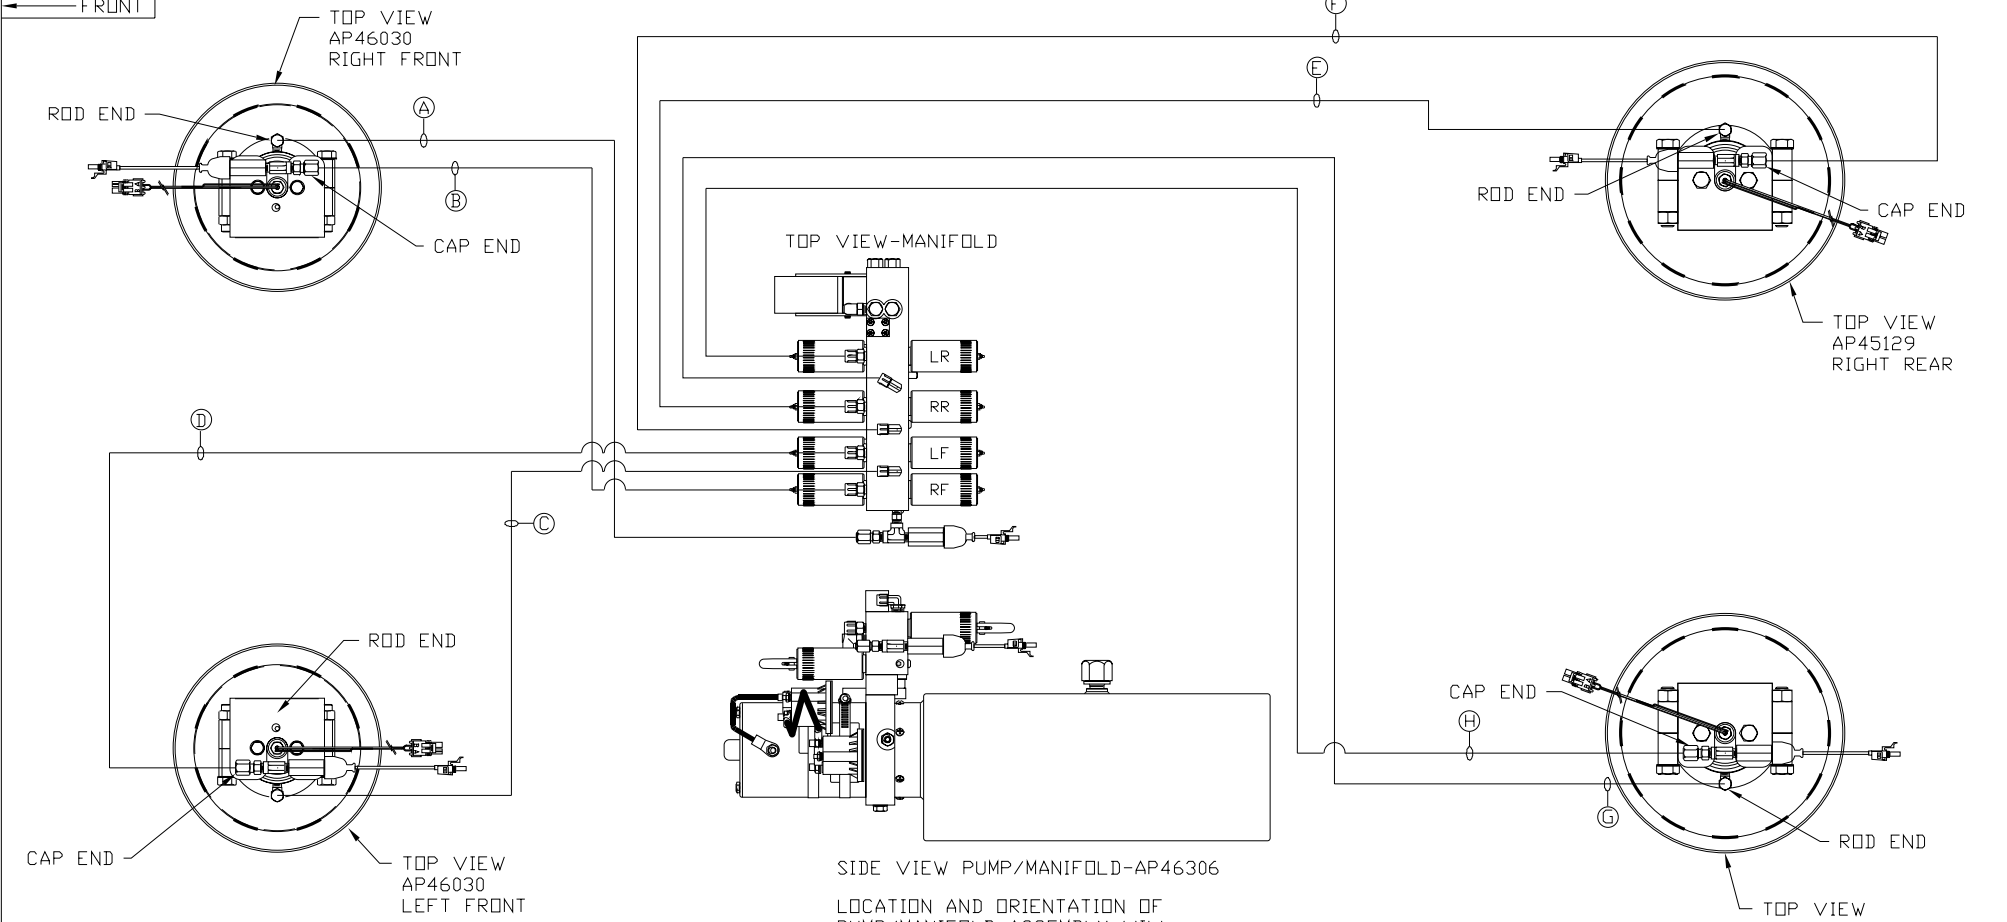 FRONT
TOP VIEW
AP46030
RIGHT FRONT
ROD END
A
B
CAP END
F
E
ROD END
CAP END
TOP VIEW
AP45129
RIGHT REAR
TOP VIEW-MANIFOLD
LR
RR
LF
RF
D
C
ROD END
CAP END
TOP VIEW
AP46030
LEFT FRONT
CAP END
H
G
ROD END
TOP VIEW
SIDE VIEW PUMP/MANIFOLD-AP46306
LOCATION AND ORIENTATION OF